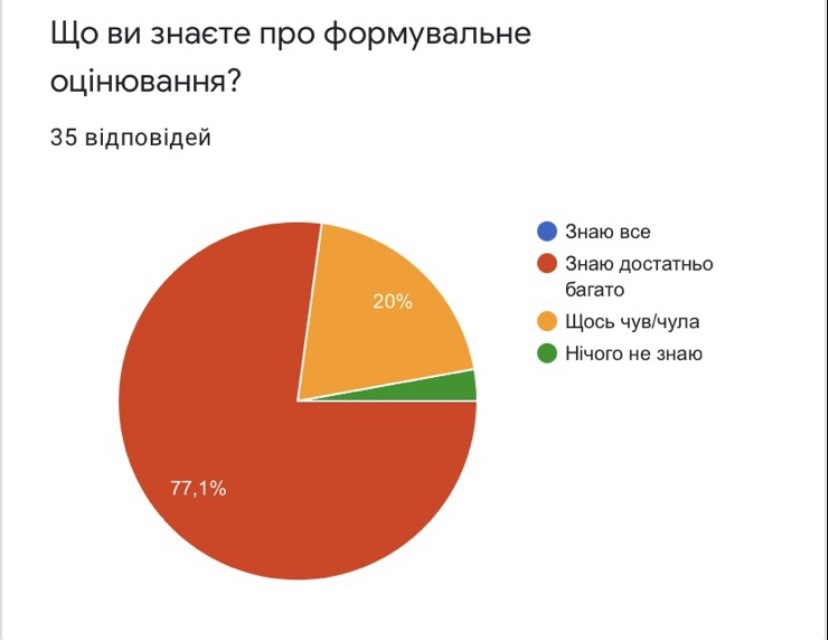 Що ви знаєте про формувальне
оцінювання?
35 відповідей
Знаю все
Знаю достатньо
багато
Щось чув/чула
Нічого не знаю
20%
77,1%